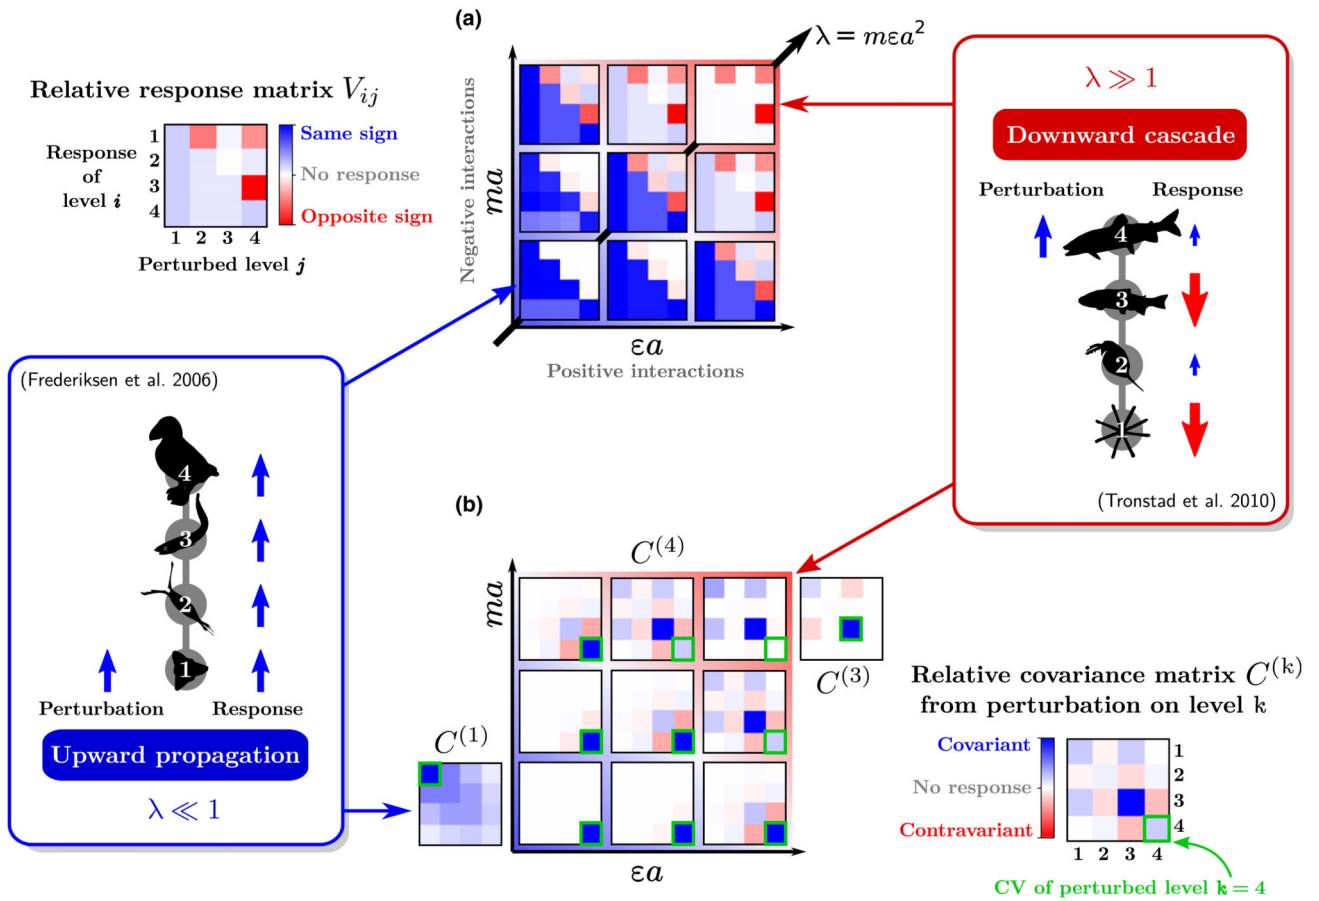 (a)
λ = mεa²
Relative response matrix V_ij
Response
of
level i
1
2
3
4
1 2 3 4
Perturbed level j
Same sign
No response
Opposite sign
Negative interactions
ma
εa
Positive interactions
λ ≫ 1
Downward cascade
Perturbation Response
4
3
2
1
(Tronstad et al. 2010)
(Frederiksen et al. 2006)
4
3
2
1
Perturbation Response
Upward propagation
λ ≪ 1
(b)
C^(4)
ma
C^(3)
C^(1)
εa
Relative covariance matrix C^(k)
from perturbation on level k
Covariant
No response
Contravariant
1
2
3
4
1 2 3 4
CV of perturbed level k = 4